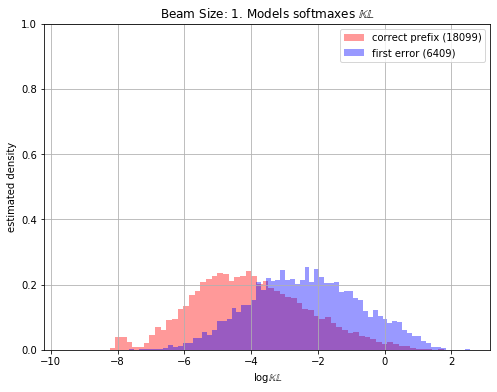 Beam Size: 1. Models softmaxes 𝕂𝕃
correct prefix (18099)
first error (6409)
estimated density
1.0
0.8
0.6
0.4
0.2
0.0
−10 −8 −6 −4 −2 0 2
log𝕂𝕃